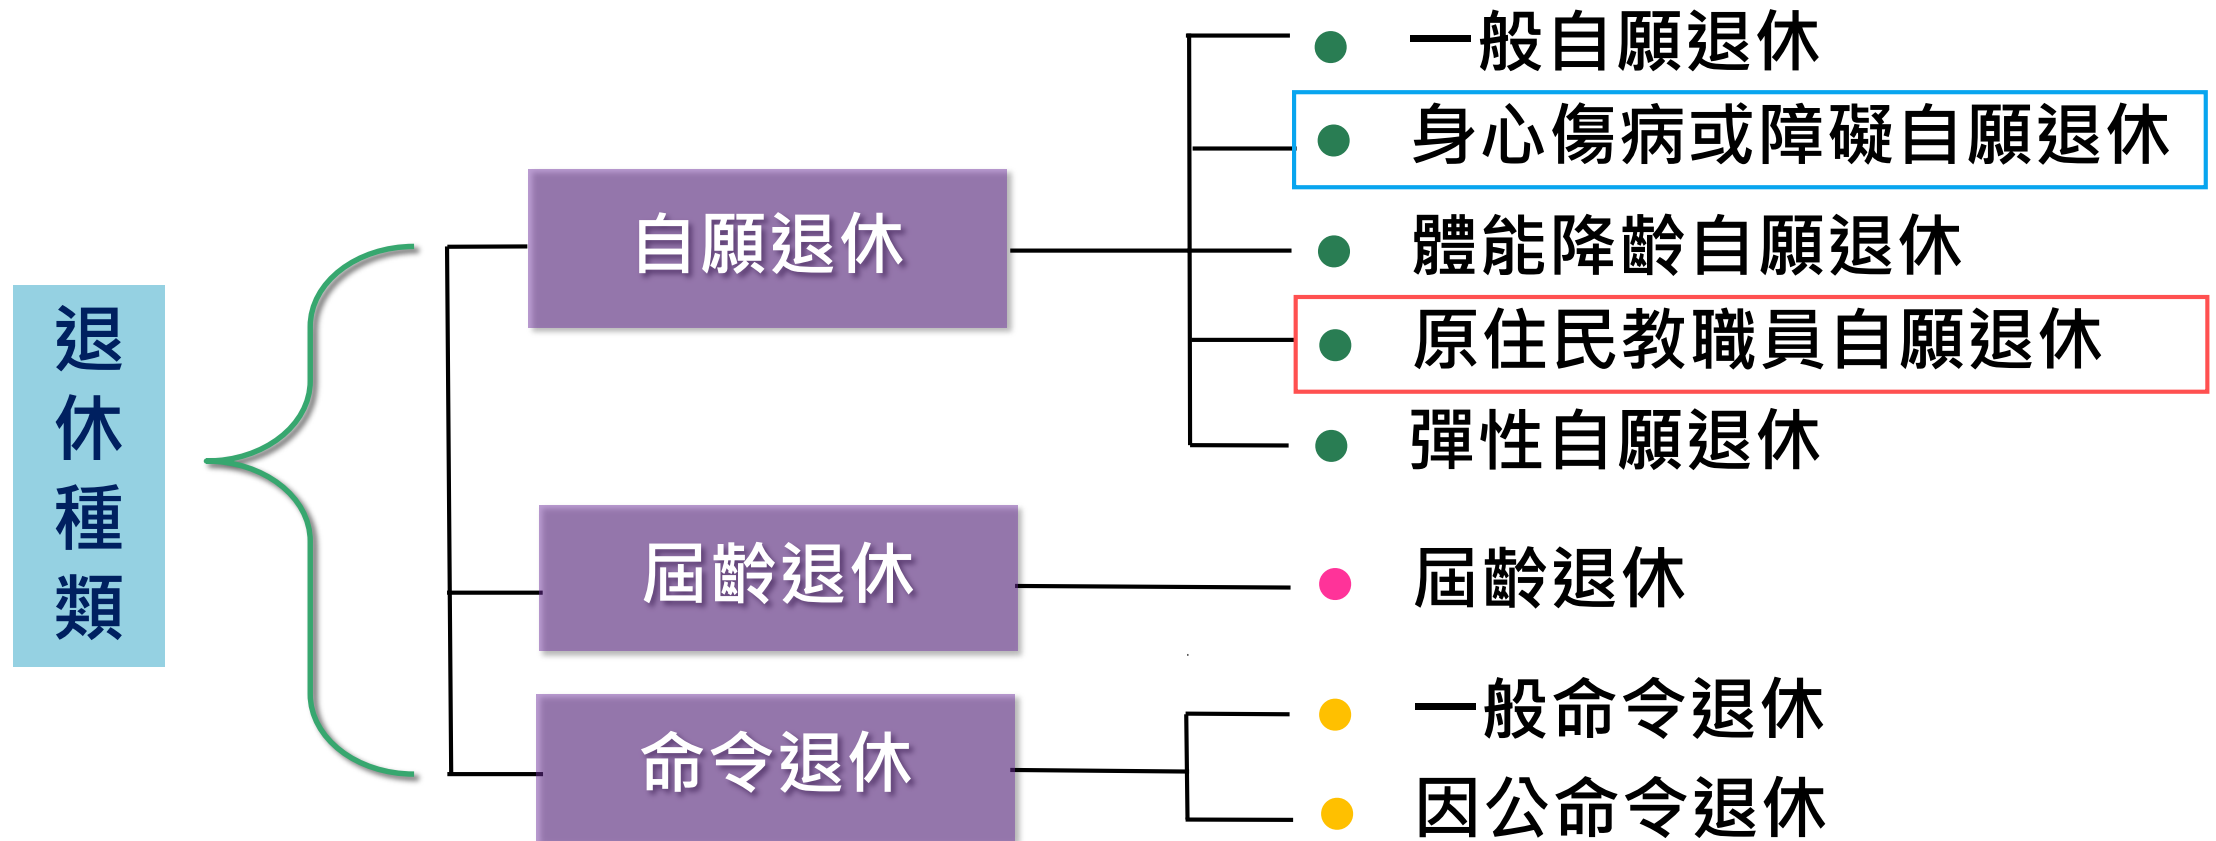 退休種類
自願退休
一般自願退休
身心傷病或障礙自願退休
體能降齡自願退休
原住民教職員自願退休
彈性自願退休
屆齡退休
屆齡退休
命令退休
一般命令退休
因公命令退休